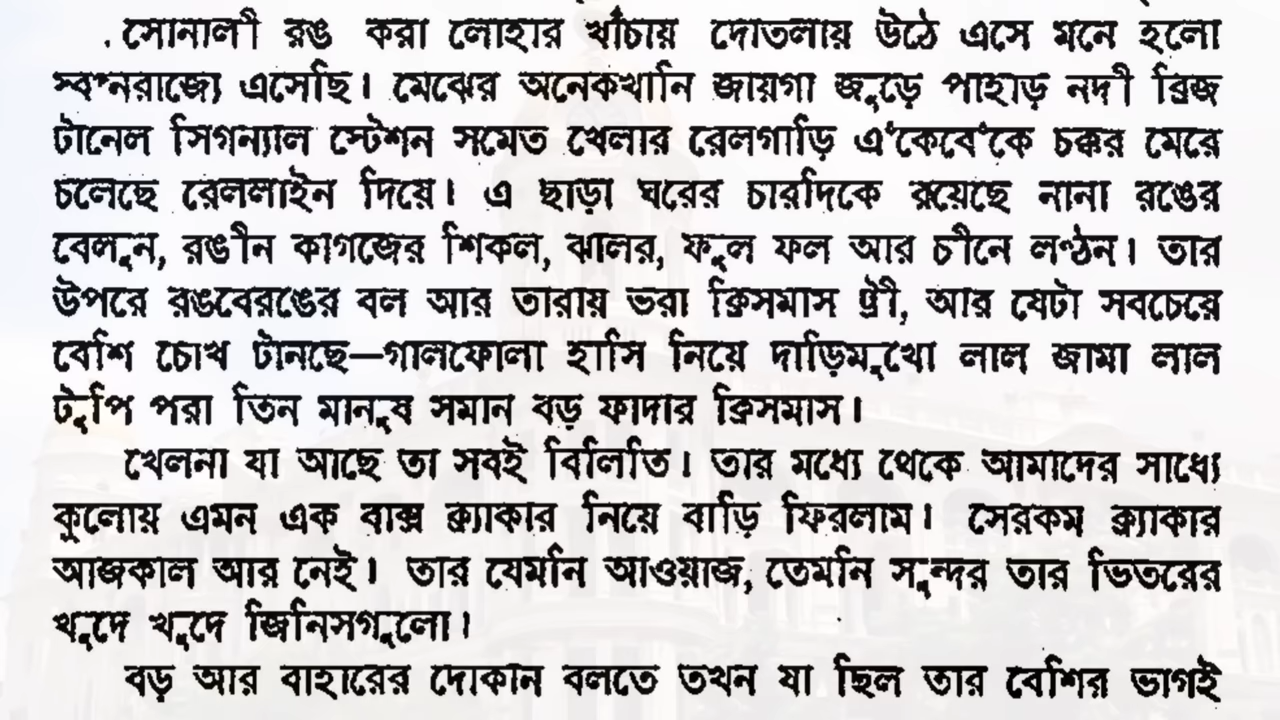 সোনালী রঙ করা লোহার খাঁচায় দোতলায় উঠে এসে মনে হলো
স্বপ্নরাজ্যে এসেছি। মেঝের অনেকখানি জায়গা জুড়ে পাহাড় নদী ব্রিজ
টানেল সিগন্যাল স্টেশন সমেত খেলার রেলগাড়ি এঁকেবেঁকে চক্কর মেরে
চলেছে রেললাইন দিয়ে। এ ছাড়া ঘরের চারদিকে রয়েছে নানা রঙের
বেলুন, রঙীন কাগজের শিকল, ঝালর, ফুল ফল আর চীনে লণ্ঠন। তার
উপরে রঙবেরঙের বল আর তারায় ভরা ক্রিসমাস ট্রী, আর যেটা সবচেয়ে
বেশি চোখ টানছে—গালফোলা হাসি নিয়ে দাড়িমুখো লাল জামা লাল
টুপি পরা তিন মানুষ সমান বড় ফাদার ক্রিসমাস।
খেলনা যা আছে তা সবই বিলিতি। তার মধ্যে থেকে আমাদের সাধ্যে
কুলোয় এমন এক বাক্স ক্র্যাকার নিয়ে বাড়ি ফিরলাম। সেরকম ক্র্যাকার
আজকাল আর নেই। তার যেমনি আওয়াজ, তেমনি সুন্দর তার ভিতরের
খুদে খুদে জিনিসগুলো।
বড় আর বাহারের দোকান বলতে তখন যা ছিল তার বেশির ভাগই